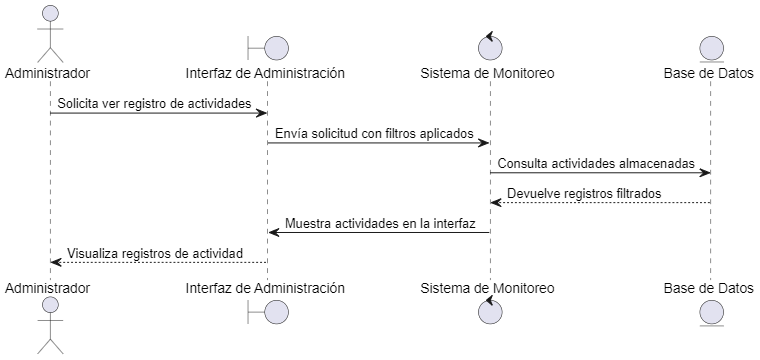 Administrador
Interfaz de Administración
Sistema de Monitoreo
Base de Datos
Solicita ver registro de actividades
Envía solicitud con filtros aplicados
Consulta actividades almacenadas
Devuelve registros filtrados
Muestra actividades en la interfaz
Visualiza registros de actividad
Administrador
Interfaz de Administración
Sistema de Monitoreo
Base de Datos